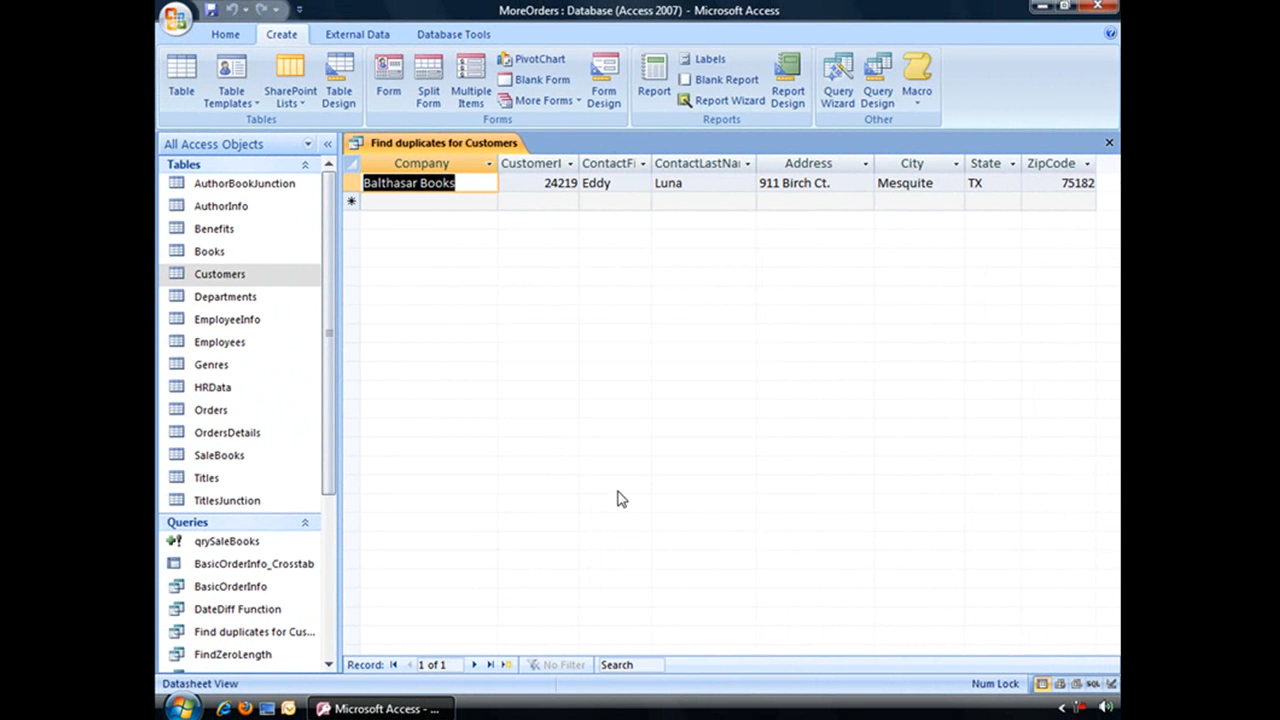 MoreOrders : Database (Access 2007) - Microsoft Access
Home Create External Data Database Tools
Table
Table Templates
SharePoint Lists
Table Design
Tables
Form
Split Form
Multiple Items
PivotChart
Blank Form
More Forms
Form Design
Forms
Report
Labels
Blank Report
Report Wizard
Report Design
Reports
Query Wizard
Query Design
Macro
Other
All Access Objects
Tables
AuthorBookJunction
AuthorInfo
Benefits
Books
Customers
Departments
EmployeeInfo
Employees
Genres
HRData
Orders
OrdersDetails
SaleBooks
Titles
TitlesJunction
Queries
qrySaleBooks
BasicOrderInfo_Crosstab
BasicOrderInfo
DateDiff Function
Find duplicates for Cus...
FindZeroLength
Find duplicates for Customers
Company CustomerI ContactFi ContactLastNa Address City State ZipCode
Balthasar Books 24219 Eddy Luna 911 Birch Ct. Mesquite TX 75182
Record: 1 of 1 No Filter Search
Datasheet View Num Lock SQL
Microsoft Access - ...